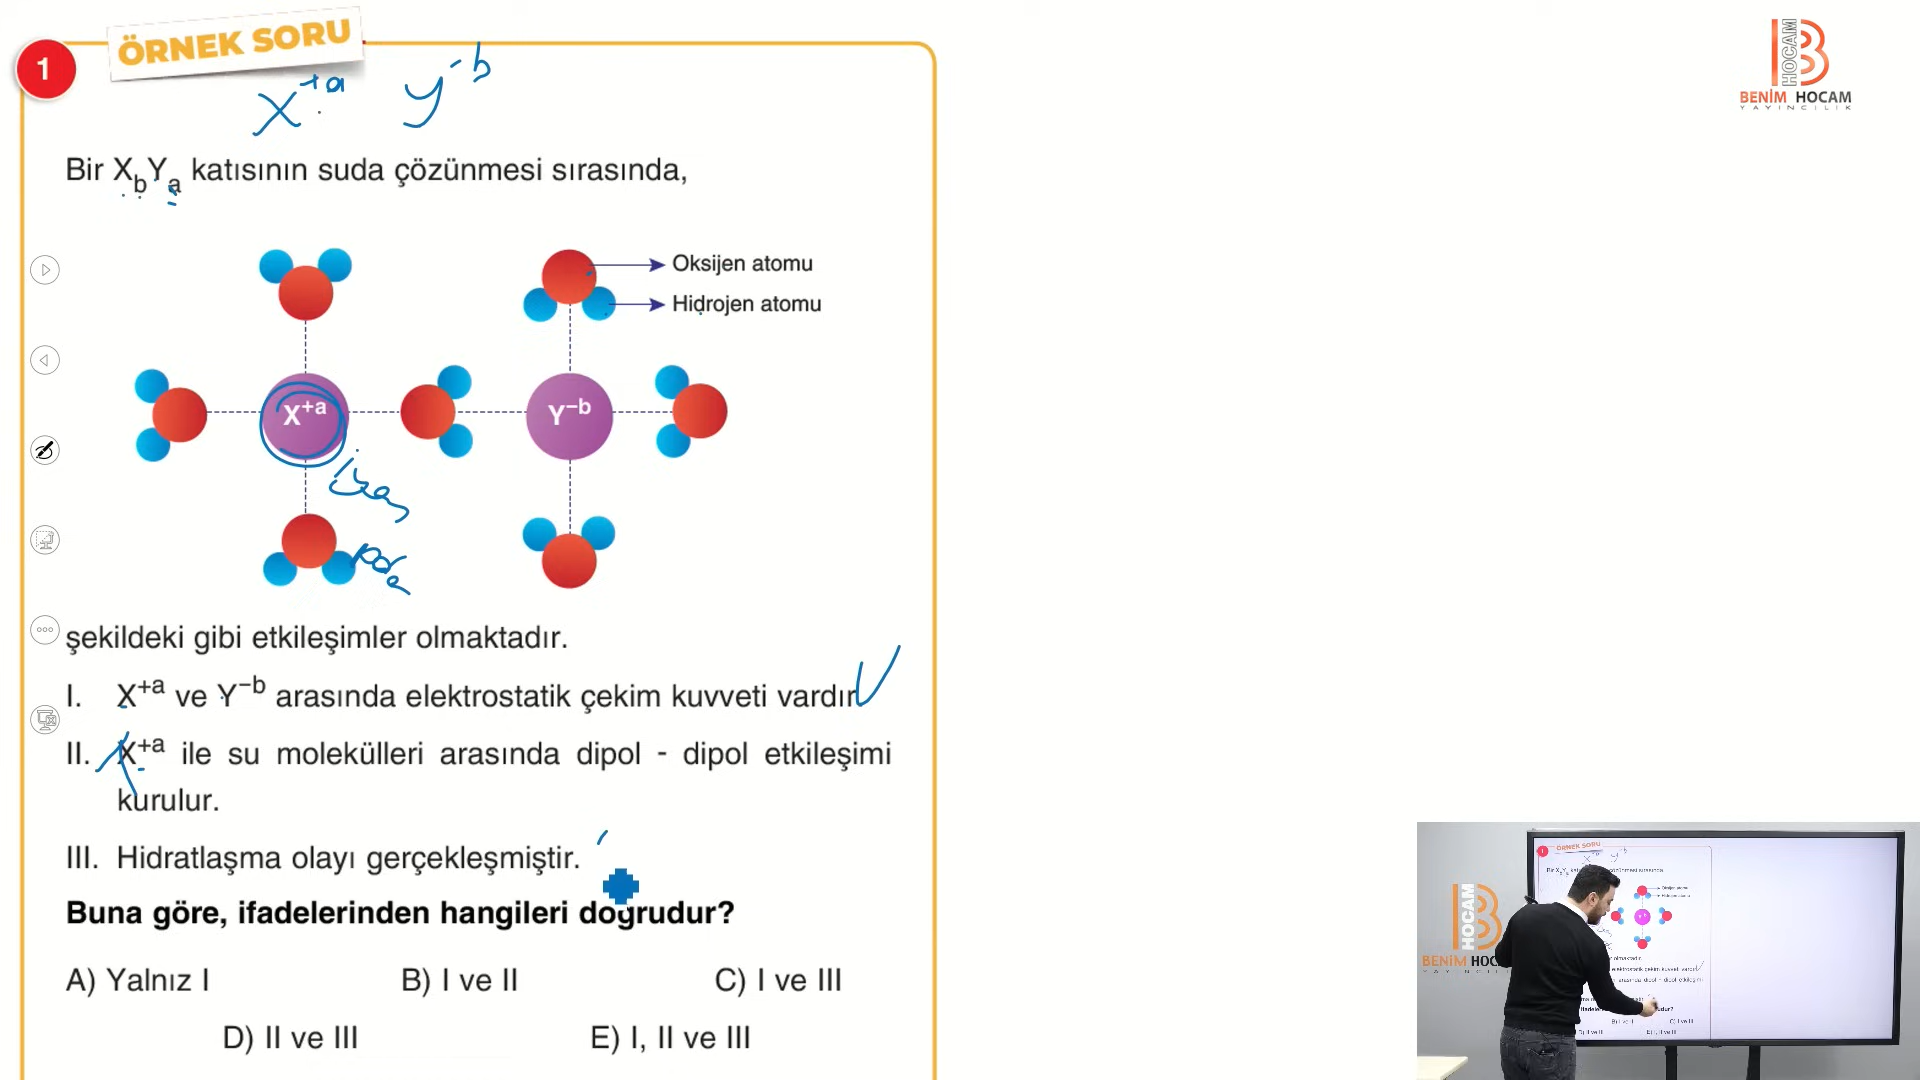 ÖRNEK SORU
1
X+a Y-b
Bir XbYa katısının suda çözünmesi sırasında,
Oksijen atomu
Hidrojen atomu
X+a
Y–b
iyon
şekildeki gibi etkileşimler olmaktadır.
I. X+a ve Y–b arasında elektrostatik çekim kuvveti vardır
II. X+a ile su molekülleri arasında dipol - dipol etkileşimi
kurulur.
III. Hidratlaşma olayı gerçekleşmiştir.
Buna göre, ifadelerinden hangileri doğrudur?
A) Yalnız I B) I ve II C) I ve III
D) II ve III E) I, II ve III
HOCAM
BENİM HOCAM
YAYINCILIK